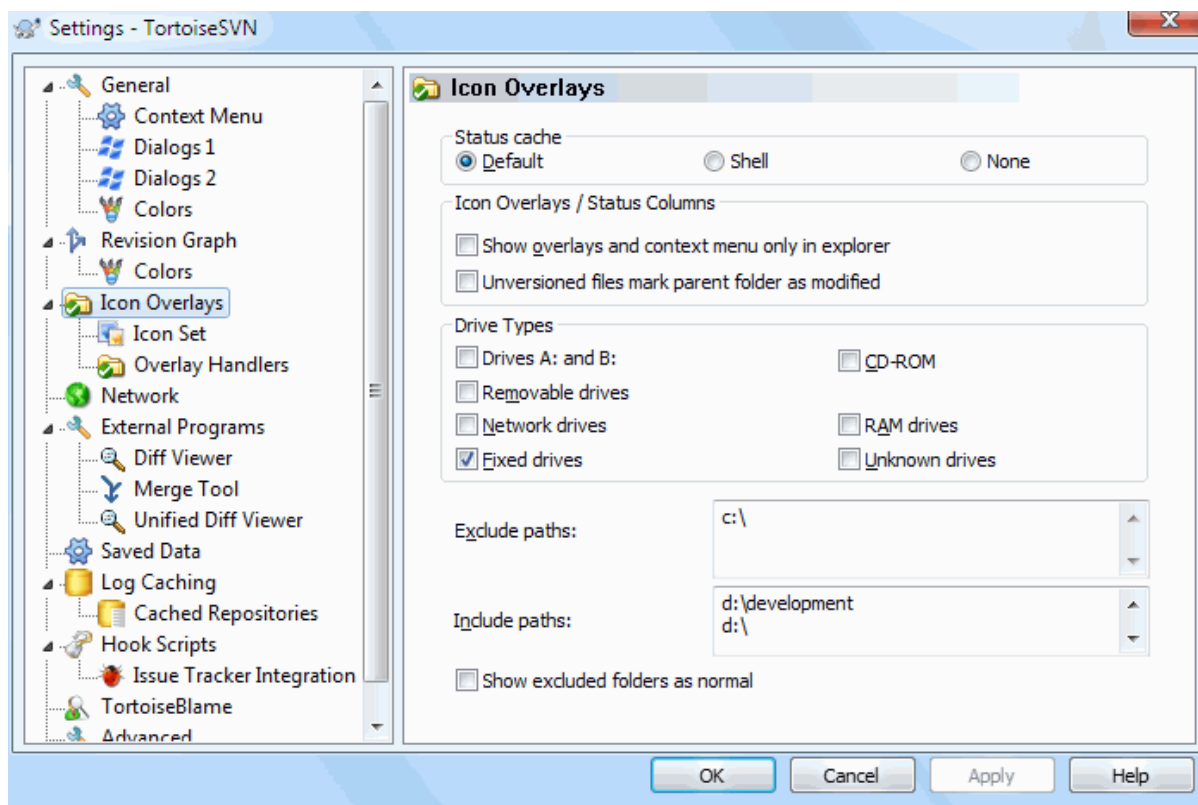 Settings - TortoiseSVN
General
Context Menu
Dialogs 1
Dialogs 2
Colors
Revision Graph
Colors
Icon Overlays
Icon Set
Overlay Handlers
Network
External Programs
Diff Viewer
Merge Tool
Unified Diff Viewer
Saved Data
Log Caching
Cached Repositories
Hook Scripts
Issue Tracker Integration
TortoiseBlame
Advanced
Icon Overlays
Status cache
Default Shell None
Icon Overlays / Status Columns
Show overlays and context menu only in explorer
Unversioned files mark parent folder as modified
Drive Types
Drives A: and B: CD-ROM
Removable drives
Network drives RAM drives
Fixed drives Unknown drives
Exclude paths: c:\
Include paths: d:\development
d:\
Show excluded folders as normal
OK Cancel Apply Help